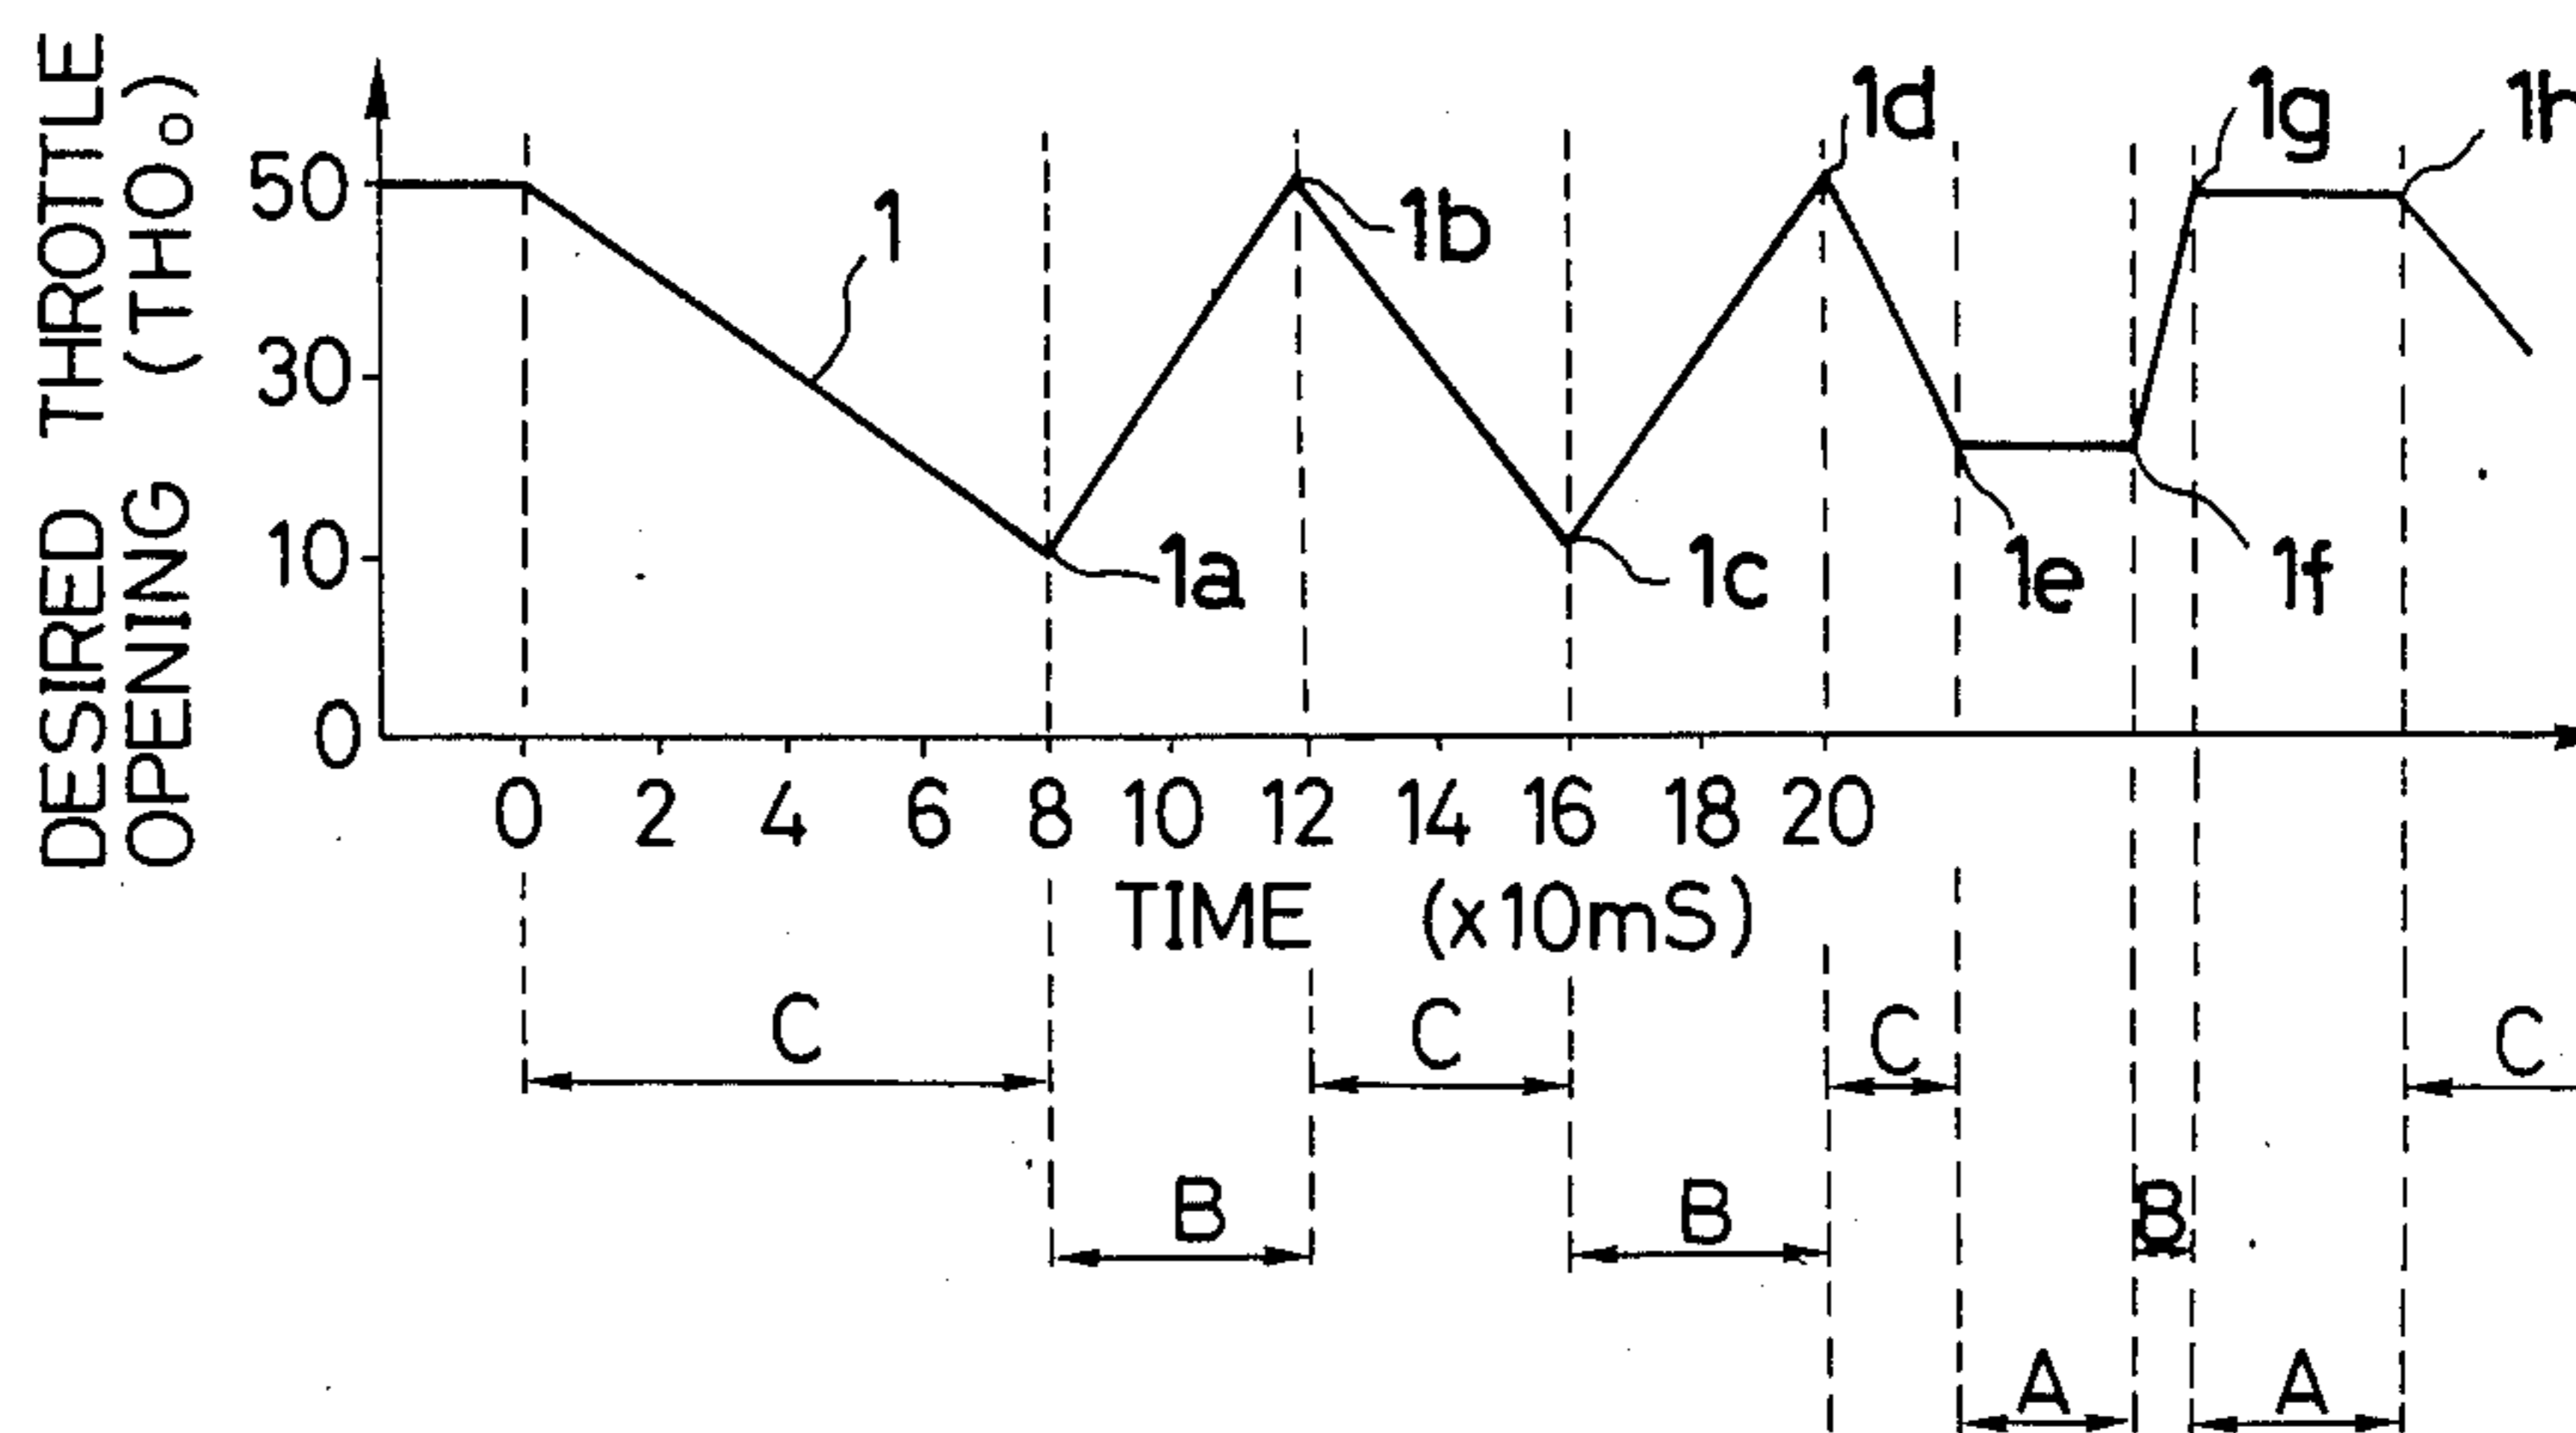 DESIRED THROTTLE
OPENING (THO₀)
50
30
10
0
1
1a
1b
1c
1d
1e
1f
1g
1h
0 2 4 6 8 10 12 14 16 18 20
TIME (x10mS)
C C C C
B B B
A A